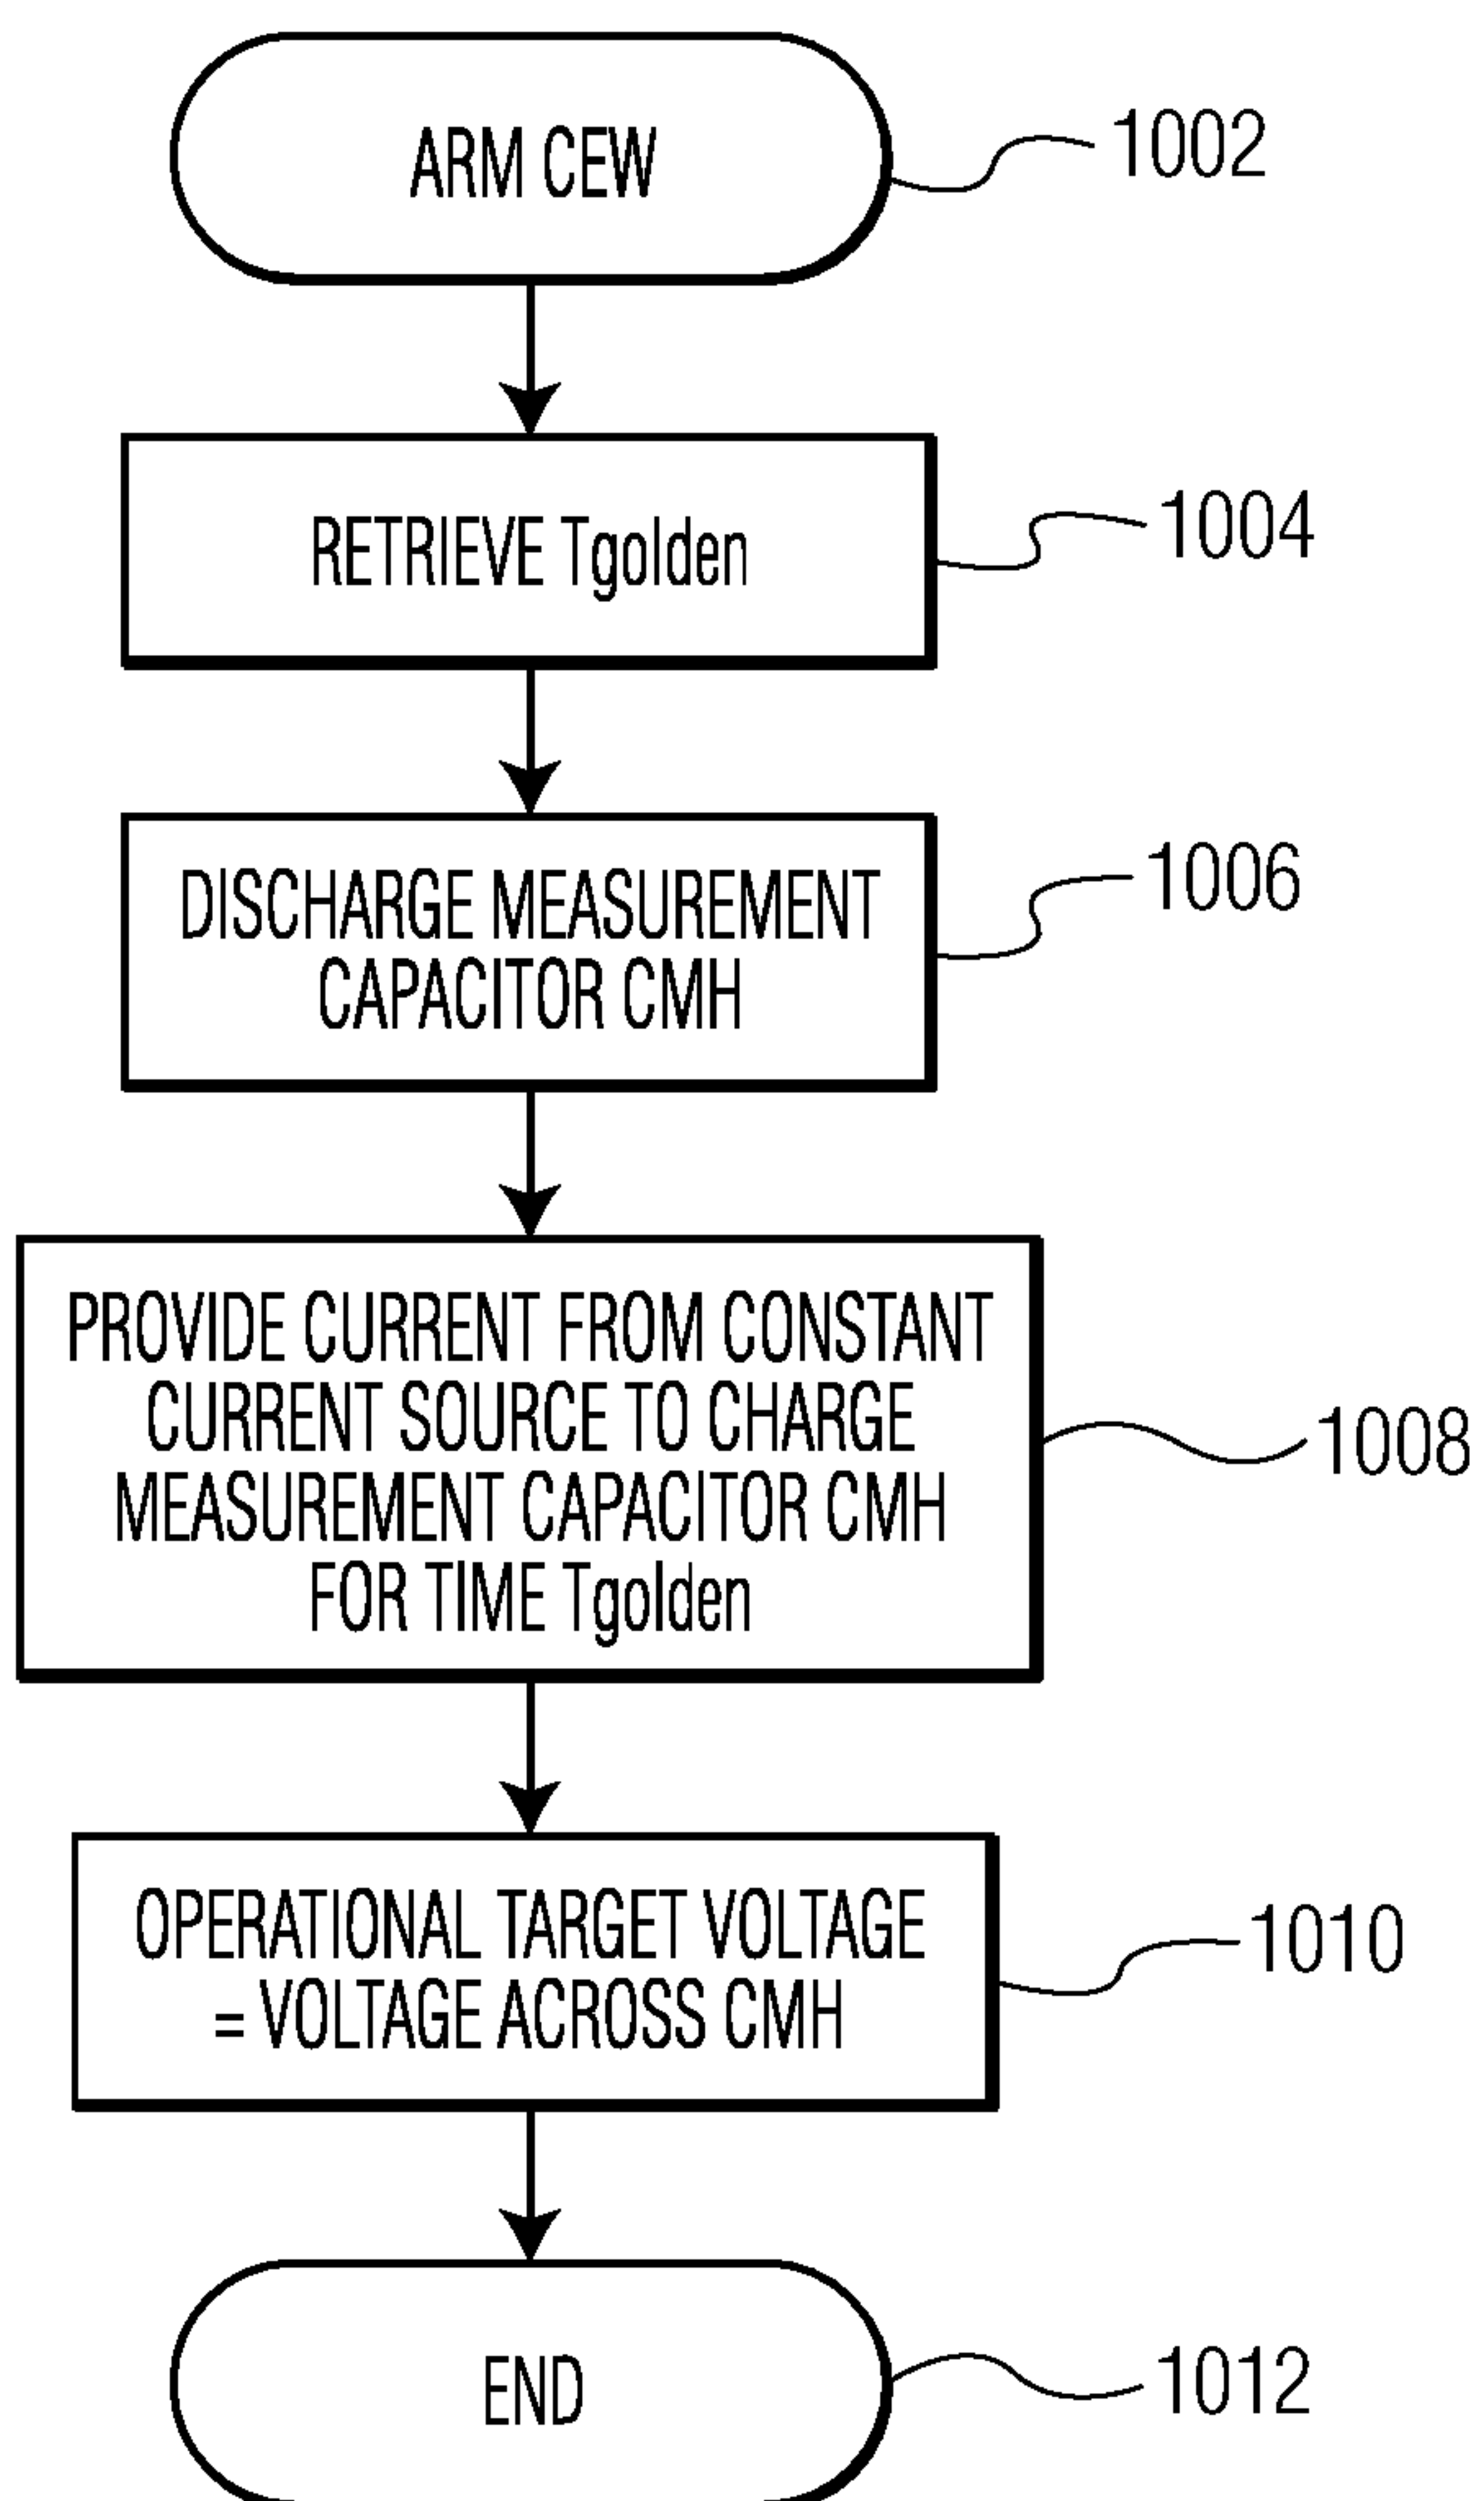 ARM CEW
1002
RETRIEVE Tgolden
1004
DISCHARGE MEASUREMENT
CAPACITOR CMH
1006
PROVIDE CURRENT FROM CONSTANT
CURRENT SOURCE TO CHARGE
MEASUREMENT CAPACITOR CMH
FOR TIME Tgolden
1008
OPERATIONAL TARGET VOLTAGE
= VOLTAGE ACROSS CMH
1010
END
1012